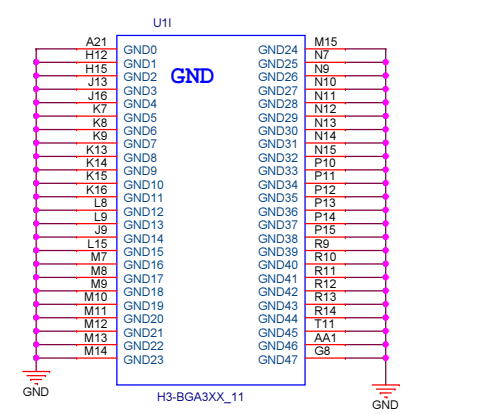 U1I
A21 GND0 GND24 M15
H12 GND1 GND25 N7
H15 GND2 GND26 N9
GND
J13 GND3 GND27 N10
J16 GND4 GND28 N11
K7 GND5 GND29 N12
K8 GND6 GND30 N13
K9 GND7 GND31 N14
K13 GND8 GND32 N15
K14 GND9 GND33 P10
K15 GND10 GND34 P11
K16 GND11 GND35 P12
L8 GND12 GND36 P13
L9 GND13 GND37 P14
J9 GND14 GND38 P15
L15 GND15 GND39 R9
M7 GND16 GND40 R10
M8 GND17 GND41 R11
M9 GND18 GND42 R12
M10 GND19 GND43 R13
M11 GND20 GND44 R14
M12 GND21 GND45 T11
M13 GND22 GND46 AA1
M14 GND23 GND47 G8
GND
H3-BGA3XX_11
GND